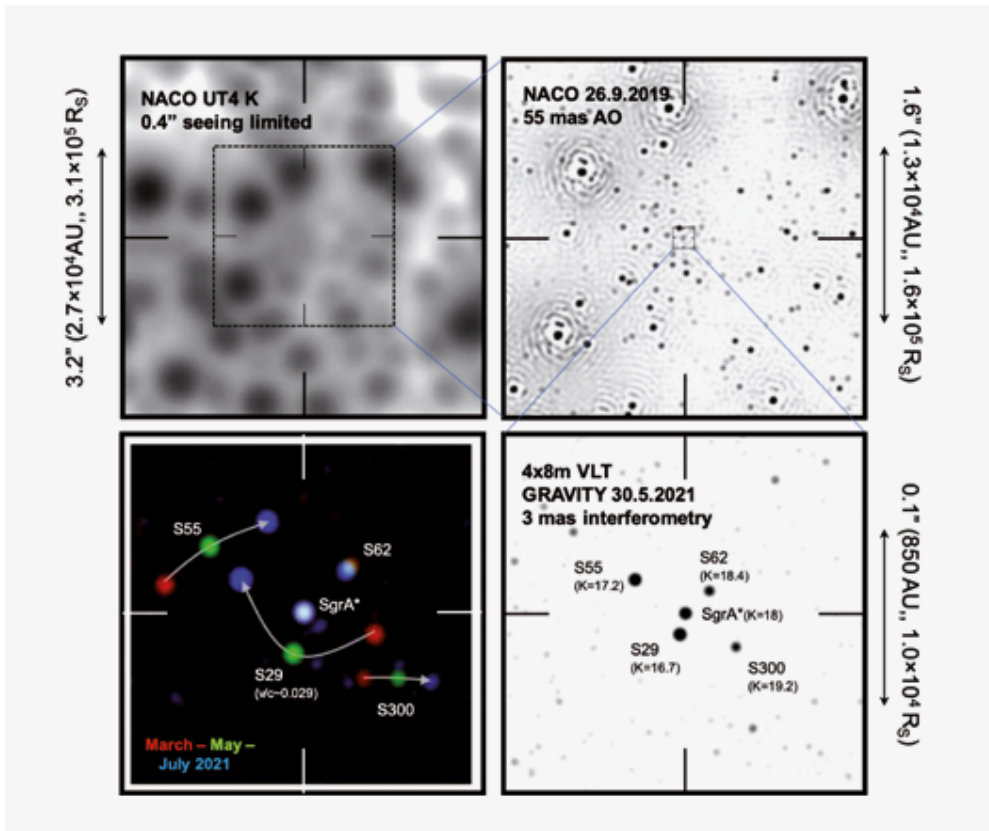 NACO UT4 K
0.4” seeing limited
3.2" (2.7×10⁴AU,, 3.1×10⁵ R_S)
NACO 26.9.2019
55 mas AO
1.6" (1.3×10⁴AU,, 1.6×10⁵ R_S)
S55
S62
SgrA*
S29
(v/c~0.029)
S300
March – May –
July 2021
4x8m VLT
GRAVITY 30.5.2021
3 mas interferometry
S55
(K=17.2)
S62
(K=18.4)
SgrA*(K=18)
S29
(K=16.7)
S300
(K=19.2)
0.1" (850 AU,, 1.0×10⁴ R_S)